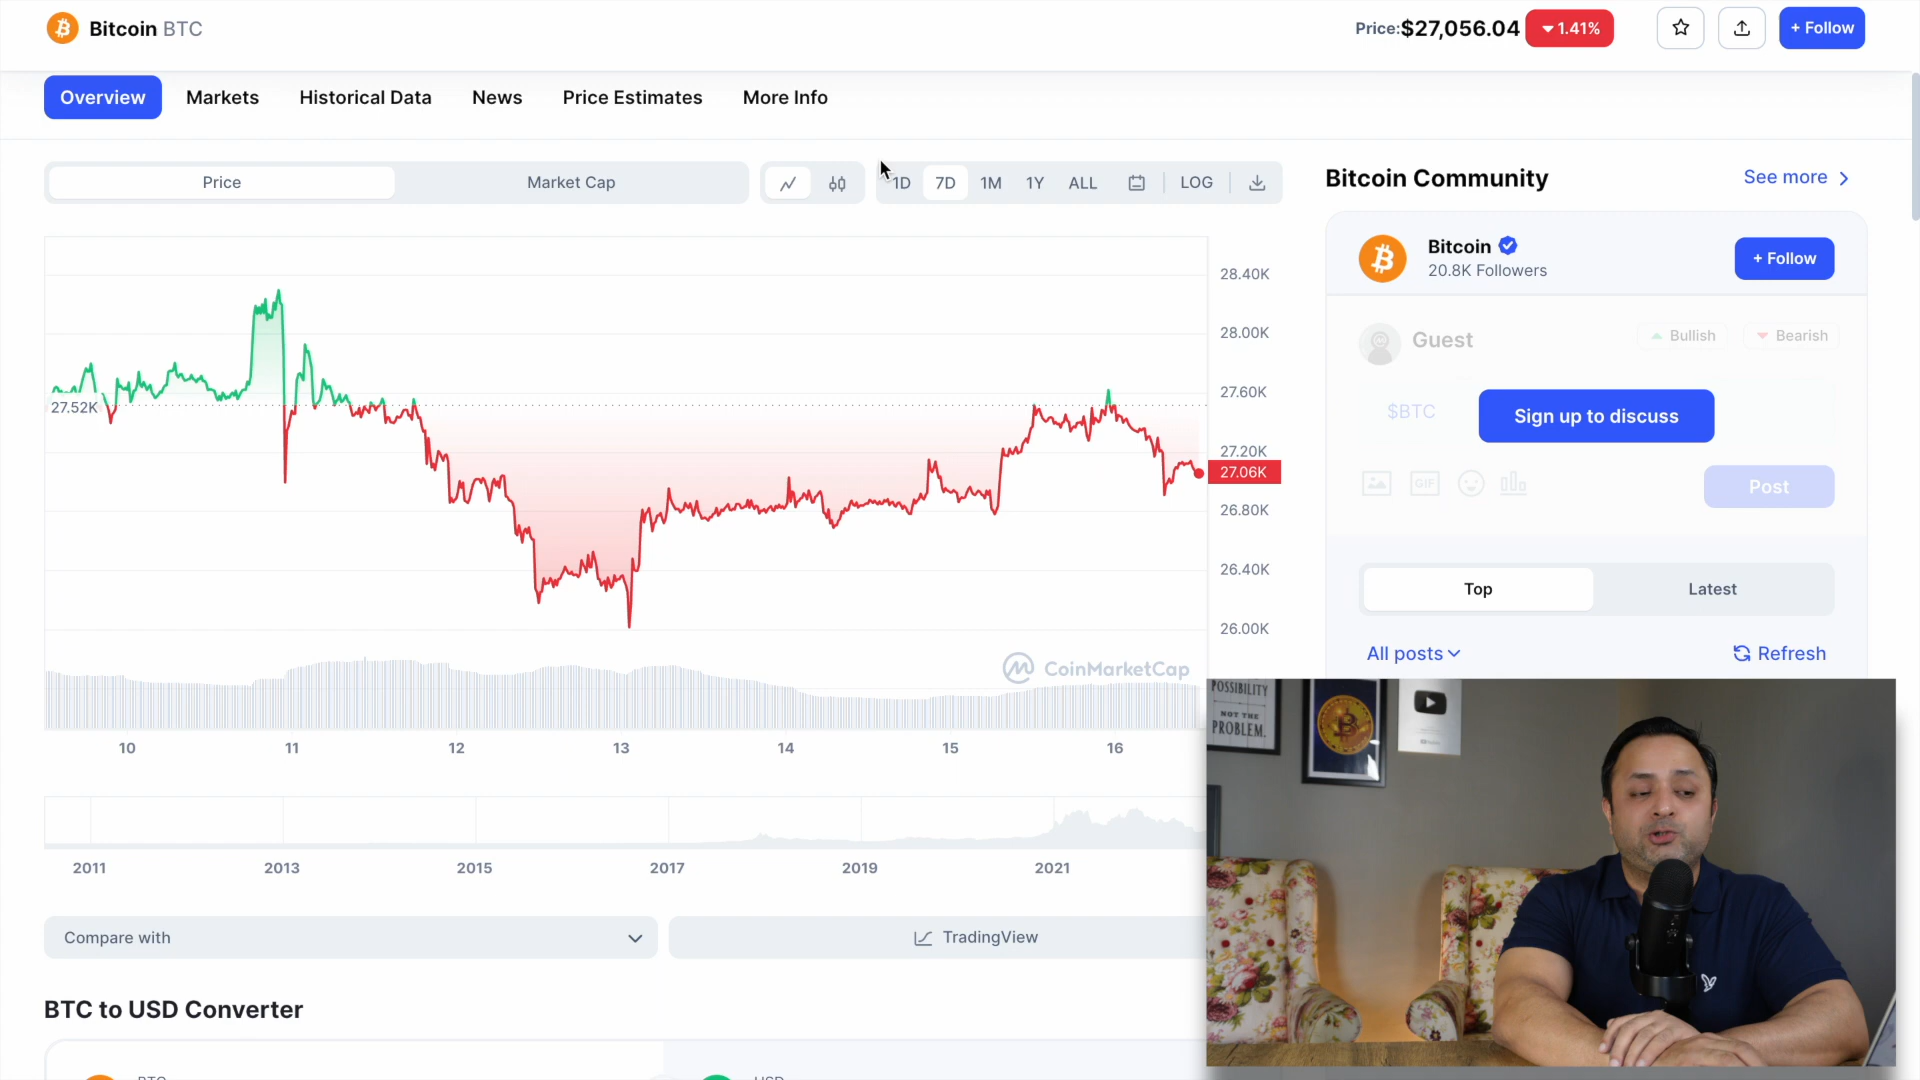 Bitcoin BTC
Price:$27,056.04 1.41%
+ Follow
Overview Markets Historical Data News Price Estimates More Info
Price Market Cap
1D 7D 1M 1Y ALL LOG
Bitcoin Community
See more
Bitcoin
20.8K Followers
+ Follow
Guest
Bullish Bearish
$BTC
Sign up to discuss
GIF
Post
Top Latest
All posts Refresh
28.40K
28.00K
27.60K
27.52K
27.20K
27.06K
26.80K
26.40K
26.00K
CoinMarketCap
10 11 12 13 14 15 16
2011 2013 2015 2017 2019 2021
Compare with
TradingView
BTC to USD Converter
BTC USD
POSSIBILITY
NOT THE
PROBLEM.